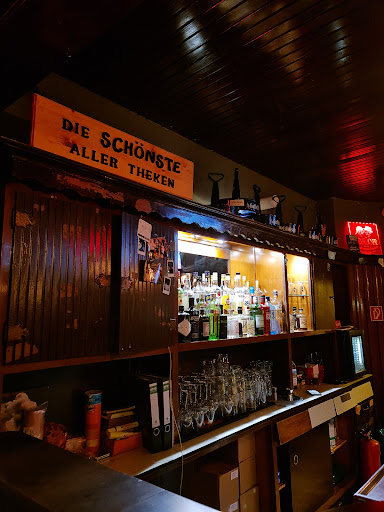 DIE SCHÖNSTE
ALLER THEKEN